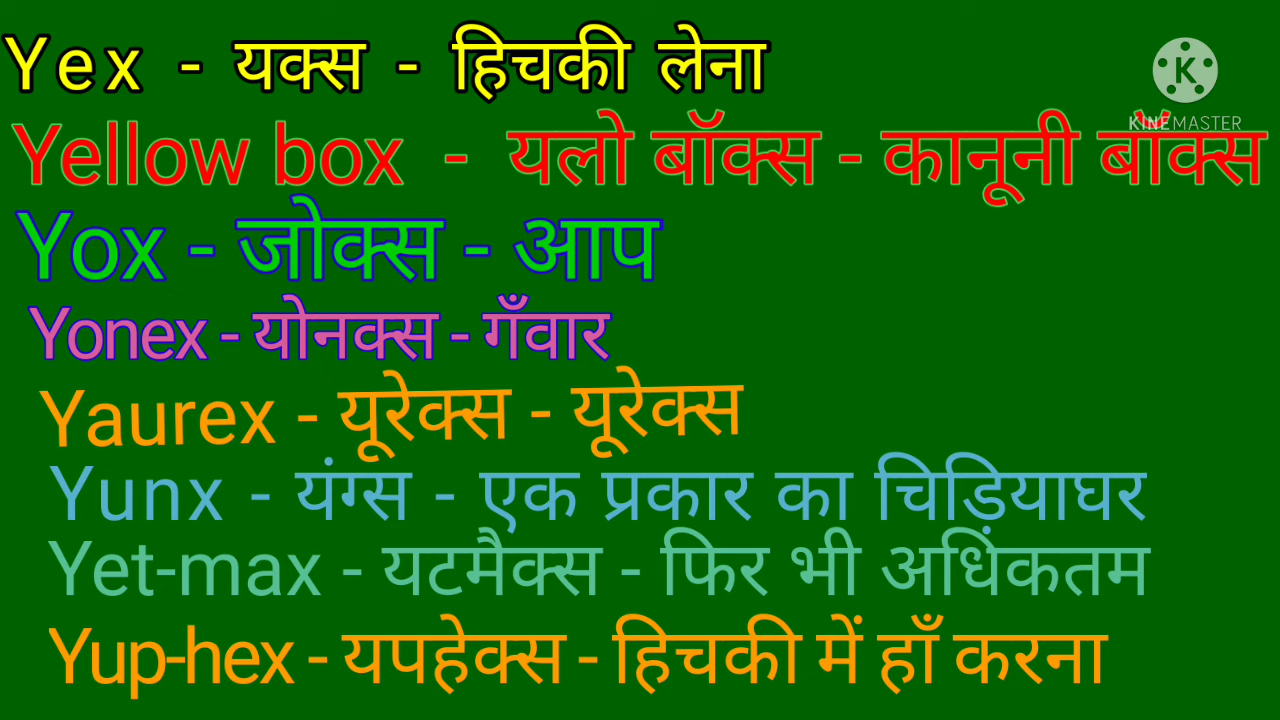 Yex - यक्स - हिचकी लेना
K
KINEMASTER
Yellow box - यलो बॉक्स - कानूनी बॉक्स
Yox - जोक्स - आप
Yonex - योनक्स - गँवार
Yaurex - यूरेक्स - यूरेक्स
Yunx - यंग्स - एक प्रकार का चिड़ियाघर
Yet-max - यटमैक्स - फिर भी अधिंकतम
Yup-hex - यपहेक्स - हिचकी में हाँ करना